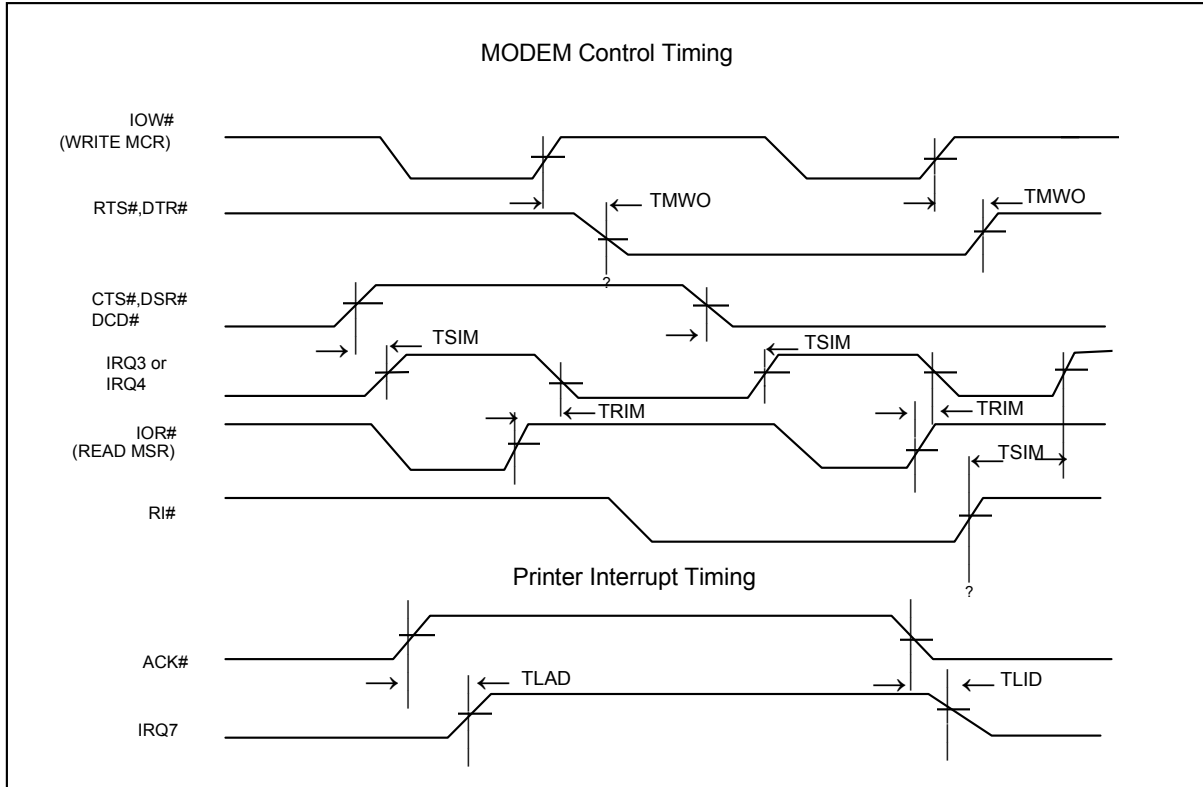 MODEM Control Timing
IOW#
(WRITE MCR)
RTS#,DTR#
TMWO
TMWO
?
CTS#,DSR#
DCD#
TSIM
TSIM
IRQ3 or
IRQ4
TRIM
TRIM
IOR#
(READ MSR)
TSIM
RI#
?
Printer Interrupt Timing
ACK#
TLAD
TLID
IRQ7